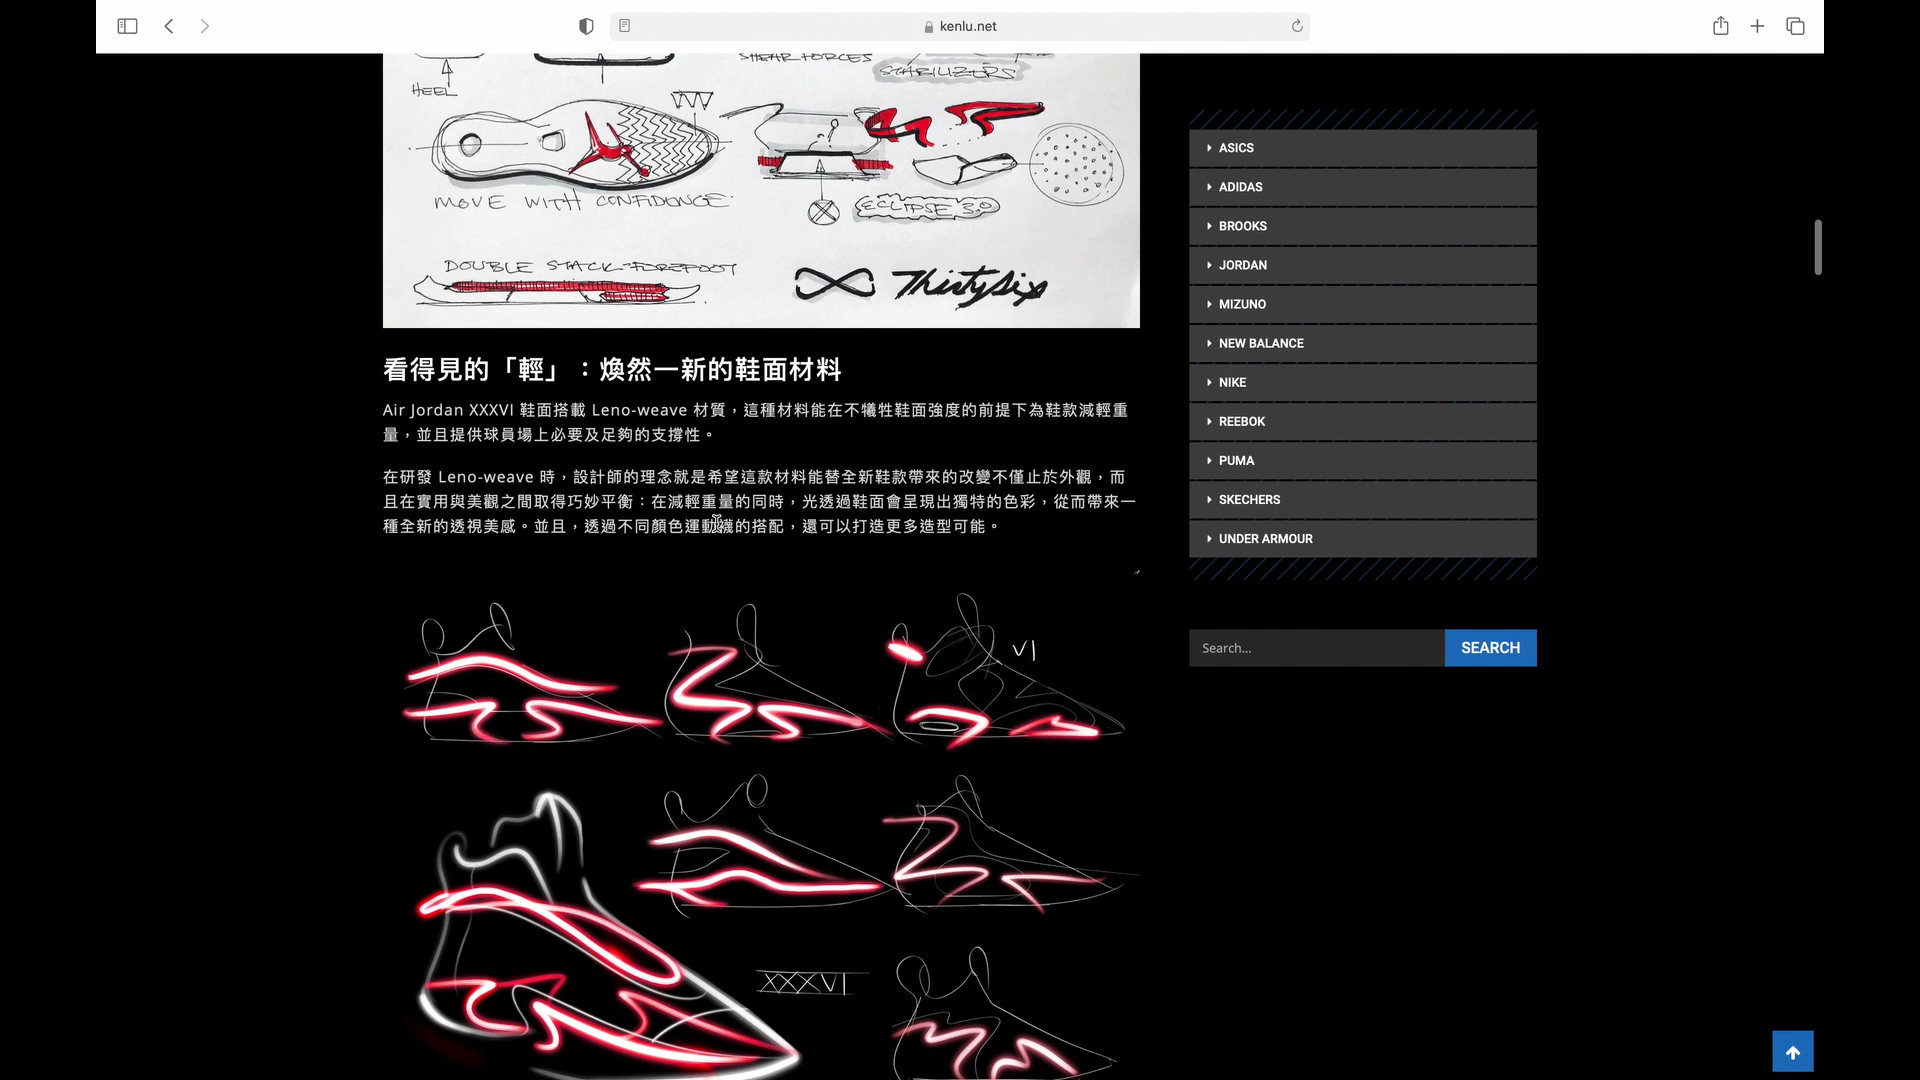 kenlu.net
SHEAR FORCES
STABILIZERS
HEEL
MOVE WITH CONFIDENCE
ECLIPSE 3.0
DOUBLE STACK FOREFOOT
ThirtySix
看得見的「輕」：煥然一新的鞋面材料
Air Jordan XXXVI 鞋面搭載 Leno-weave 材質，這種材料能在不犧牲鞋面強度的前提下為鞋款減輕重
量，並且提供球員場上必要及足夠的支撐性。
在研發 Leno-weave 時，設計師的理念就是希望這款材料能替全新鞋款帶來的改變不僅止於外觀，而
且在實用與美觀之間取得巧妙平衡：在減輕重量的同時，光透過鞋面會呈現出獨特的色彩，從而帶來一
種全新的透視美感。並且，透過不同顏色運動襪的搭配，還可以打造更多造型可能。
VI
XXXVI
ASICS
ADIDAS
BROOKS
JORDAN
MIZUNO
NEW BALANCE
NIKE
REEBOK
PUMA
SKECHERS
UNDER ARMOUR
Search...
SEARCH